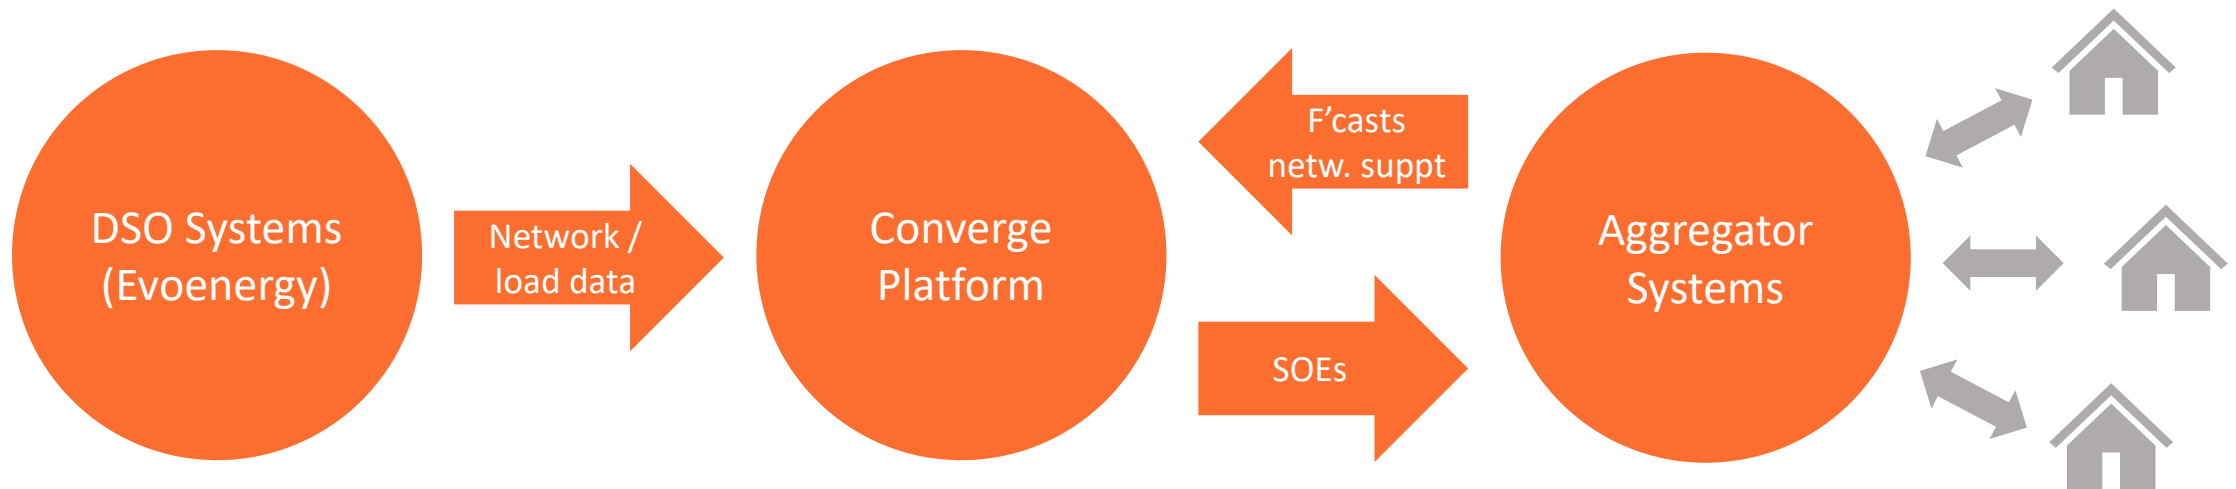 DSO Systems
(Evoenergy)
Network /
load data
Converge
Platform
F’casts
netw. suppt
SOEs
Aggregator
Systems